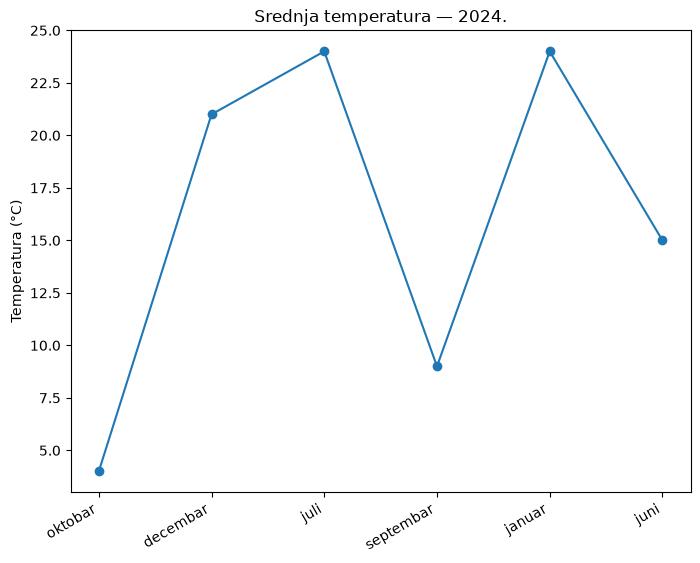 Srednja temperatura — 2024.
Temperatura (°C)
25.0
22.5
20.0
17.5
15.0
12.5
10.0
7.5
5.0
oktobar
decembar
juli
septembar
januar
juni